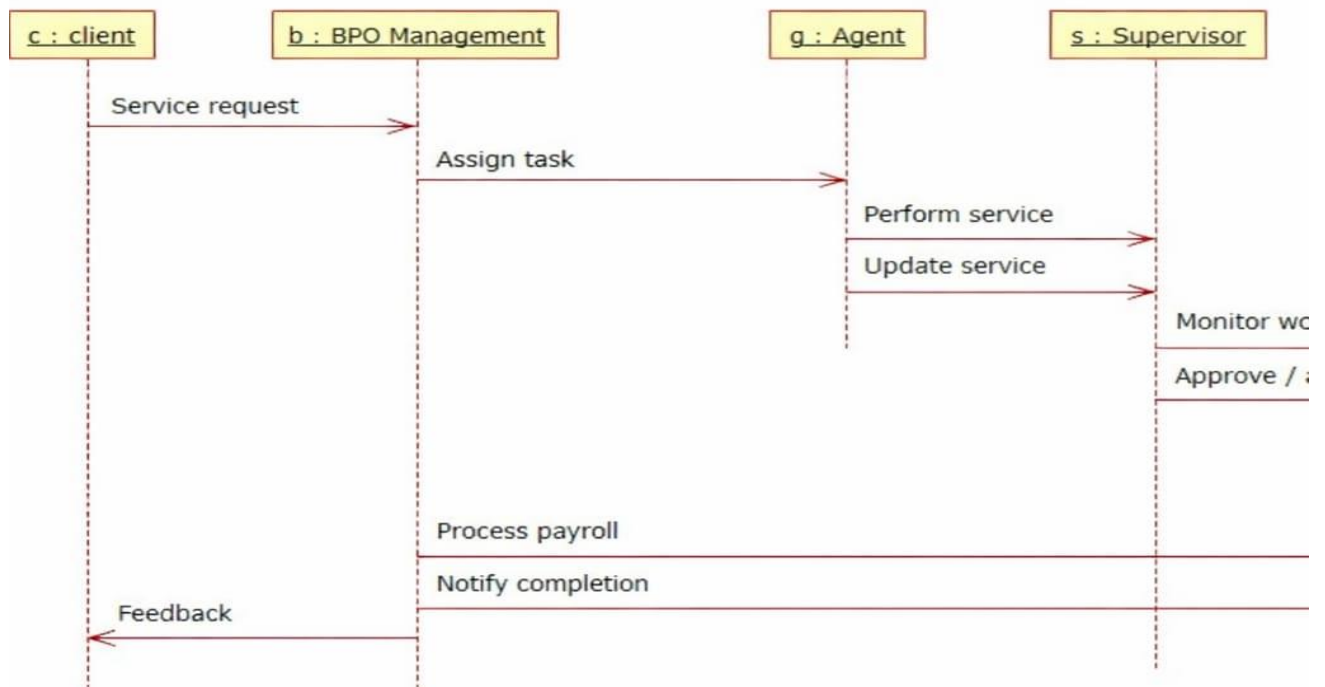 c : client
b : BPO Management
g : Agent
s : Supervisor
Service request
Assign task
Perform service
Update service
Monitor
Approve /
Process payroll
Notify completion
Feedback